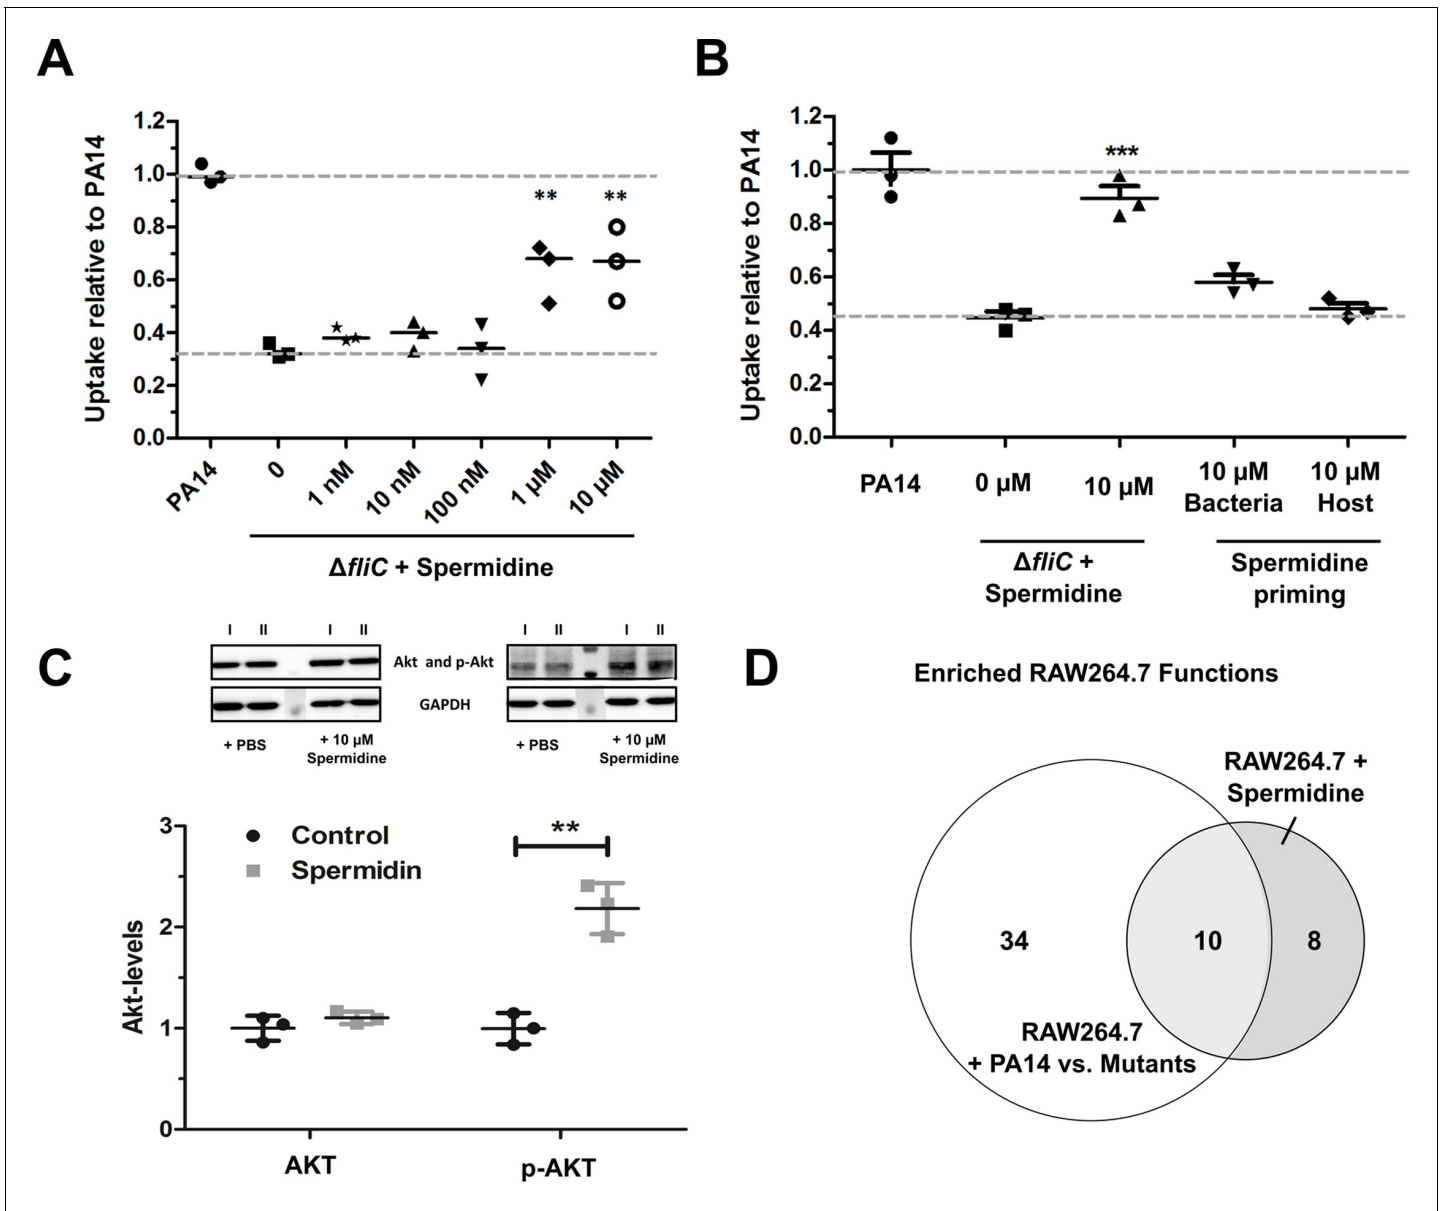 A
Uptake relative to PA14
1.2
1.0
0.8
0.6
0.4
0.2
0.0
**
**
PA14
0
1 nM
10 nM
100 nM
1 µM
10 µM
ΔfliC + Spermidine
B
Uptake relative to PA14
1.2
1.0
0.8
0.6
0.4
0.2
0.0
***
PA14
0 µM
10 µM
10 µM
Bacteria
10 µM
Host
ΔfliC +
Spermidine
Spermidine
priming
C
I II I II
Akt and p-Akt
GAPDH
+ PBS
+ 10 µM
Spermidine
I II I II
+ PBS
+ 10 µM
Spermidine
Akt-levels
3
2
1
0
Control
Spermidin
**
AKT
p-AKT
D
Enriched RAW264.7 Functions
RAW264.7 +
Spermidine
34
10
8
RAW264.7
+ PA14 vs. Mutants